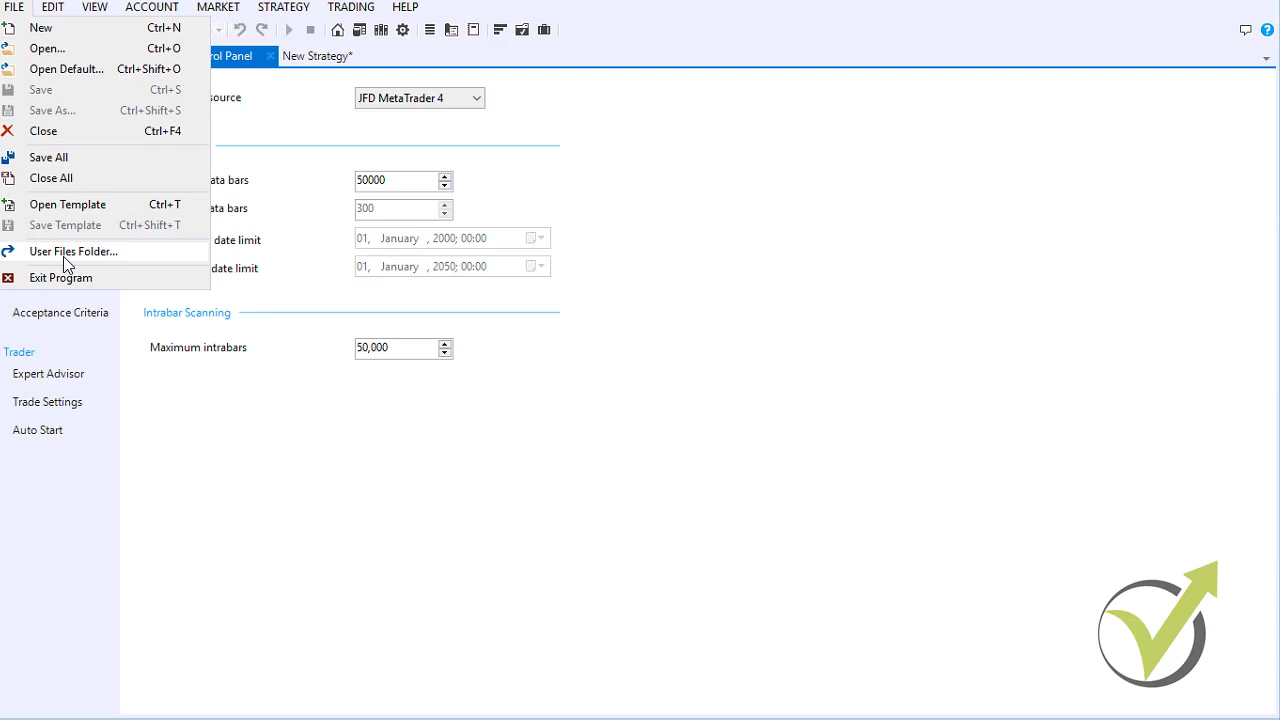 FILE EDIT VIEW ACCOUNT MARKET STRATEGY TRADING HELP
New Ctrl+N
Open... Ctrl+O
Open Default... Ctrl+Shift+O
Save Ctrl+S
Save As... Ctrl+Shift+S
Close Ctrl+F4
Save All
Close All
Open Template Ctrl+T
Save Template Ctrl+Shift+T
User Files Folder...
Exit Program
rol Panel New Strategy*
source JFD MetaTrader 4
ata bars 50000
ata bars 300
date limit 01, January , 2000; 00:00
date limit 01, January , 2050; 00:00
Acceptance Criteria
Intrabar Scanning
Maximum intrabars 50,000
Trader
Expert Advisor
Trade Settings
Auto Start